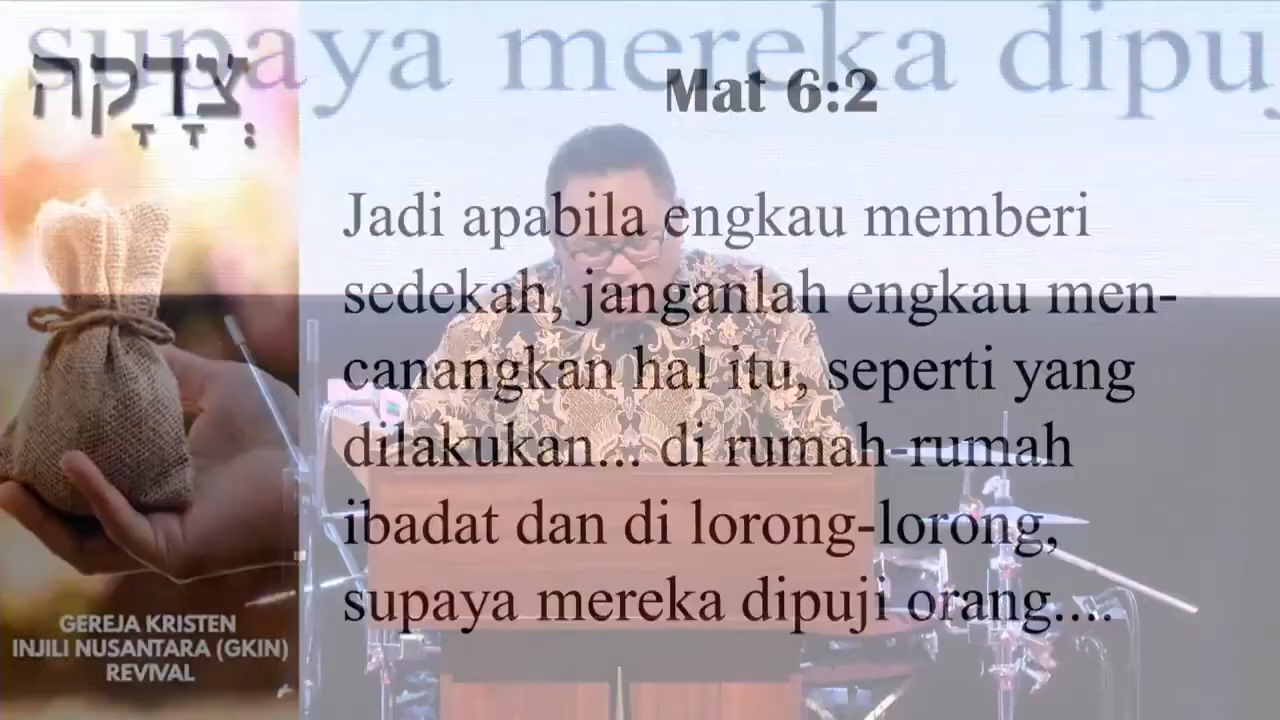 supaya mereka dipu
צְדָקָה
Mat 6:2
Jadi apabila engkau memberi
sedekah, janganlah engkau men-
canangkan hal itu, seperti yang
dilakukan... di rumah-rumah
ibadat dan di lorong-lorong,
supaya mereka dipuji orang....
GEREJA KRISTEN
INJILI NUSANTARA (GKIN)
REVIVAL